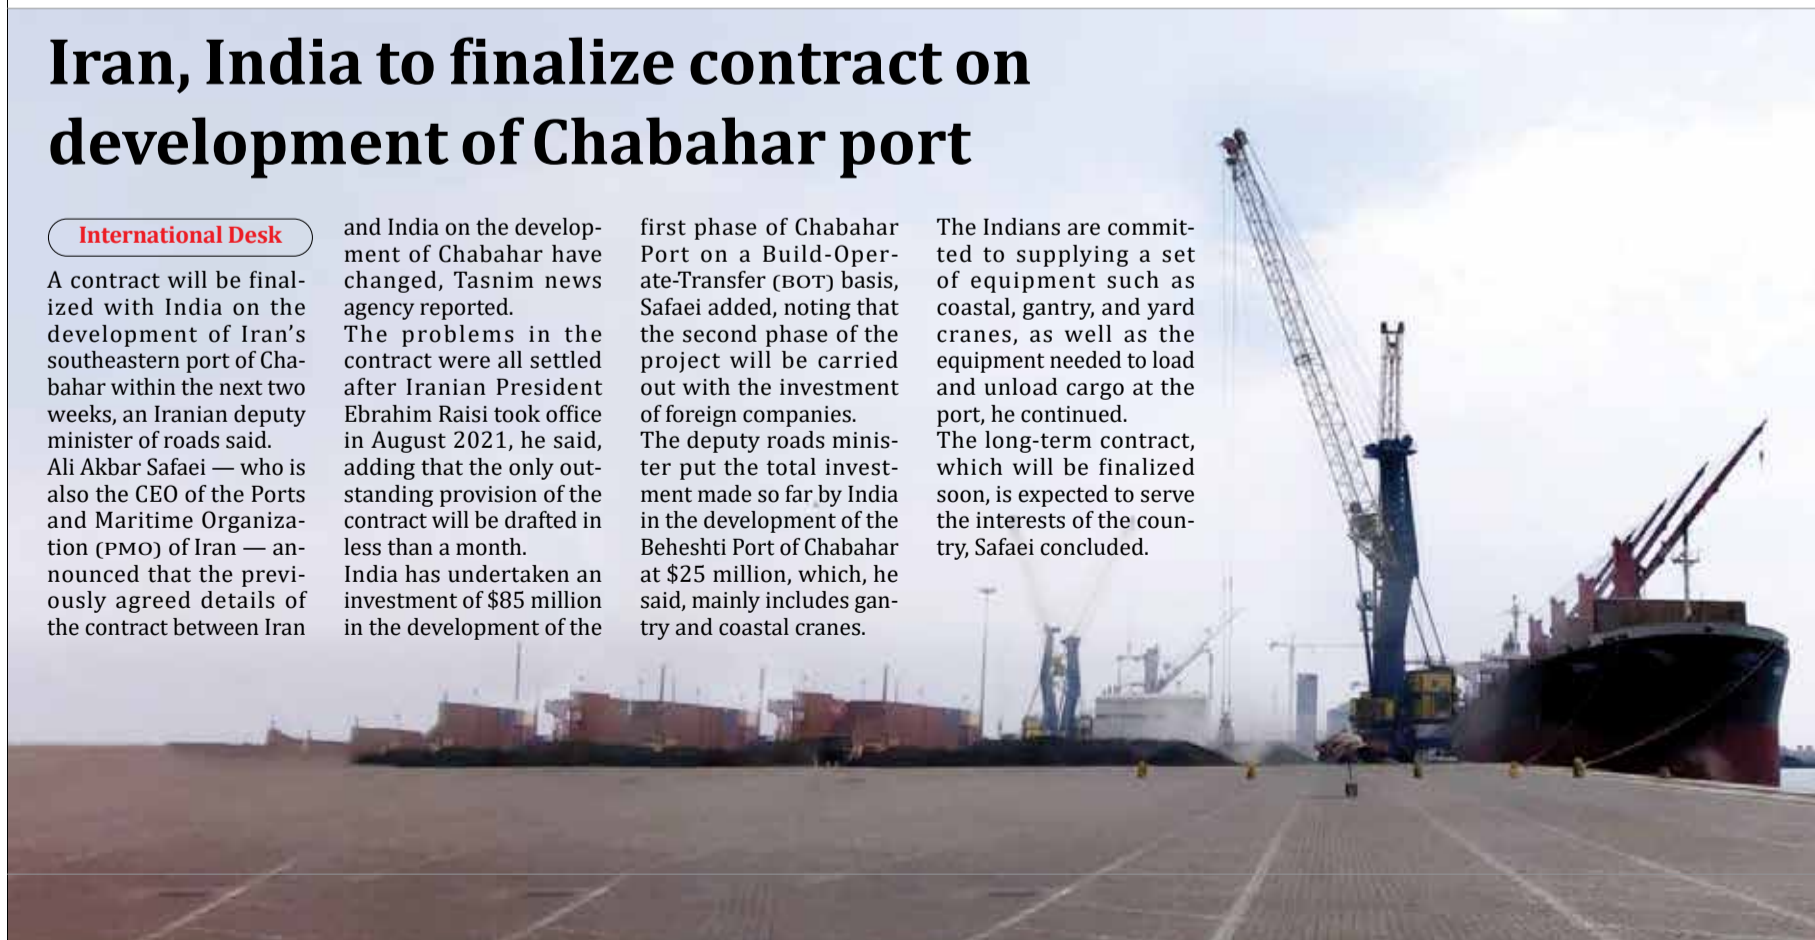 Iran, India to finalize contract on
development of Chabahar port
International Desk
A contract will be final-
ized with India on the
development of Iran's
southeastern port of Cha-
bahar within the next two
weeks, an Iranian deputy
minister of roads said.
Ali Akbar Safaei — who is
also the CEO of the Ports
and Maritime Organiza-
tion (PMO) of Iran — an-
nounced that the previ-
ously agreed details of
the contract between Iran
and India on the develop-
ment of Chabahar have
changed, Tasnim news
agency reported.
The problems in the
contract were all settled
after Iranian President
Ebrahim Raisi took office
in August 2021, he said,
adding that the only out-
standing provision of the
contract will be drafted in
less than a month.
India has undertaken an
investment of $85 million
in the development of the
first phase of Chabahar
Port on a Build-Oper-
ate-Transfer (BOT) basis,
Safaei added, noting that
the second phase of the
project will be carried
out with the investment
of foreign companies.
The deputy roads minis-
ter put the total invest-
ment made so far by India
in the development of the
Beheshti Port of Chabahar
at $25 million, which, he
said, mainly includes gan-
try and coastal cranes.
The Indians are commit-
ted to supplying a set
of equipment such as
coastal, gantry, and yard
cranes, as well as the
equipment needed to load
and unload cargo at the
port, he continued.
The long-term contract,
which will be finalized
soon, is expected to serve
the interests of the coun-
try, Safaei concluded.